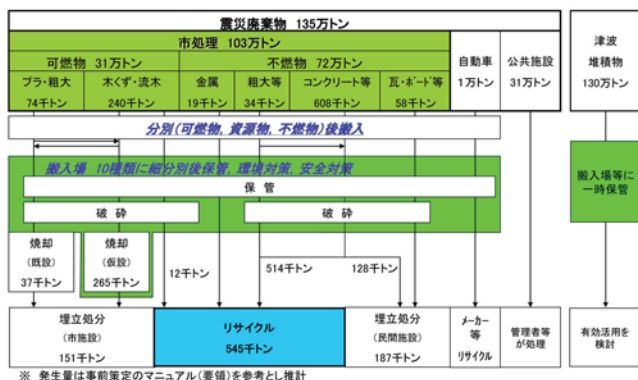 震災廃棄物 135万トン
市処理 103万トン
可燃物 31万トン
不燃物 72万トン
プラ・粗大
74千トン
木くず・流木
240千トン
金属
19千トン
粗大等
34千トン
コンクリート等
608千トン
瓦・ボード等
58千トン
自動車
1万トン
公共施設
31万トン
津波
堆積物
130万トン
分別(可燃物, 資源物, 不燃物)後搬入
搬入場 10種類に細分別後保管, 環境対策, 安全対策
保管
破砕
破砕
搬入場等に
一時保管
焼却
(既設)
37千トン
焼却
(仮設)
265千トン
12千トン
514千トン
128千トン
埋立処分
(市施設)
151千トン
リサイクル
545千トン
埋立処分
(民間施設)
187千トン
メーカー
等
リサイクル
管理者等
が処理
有効活用を
検討
※ 発生量は事前策定のマニュアル(要領)を参考とし推計